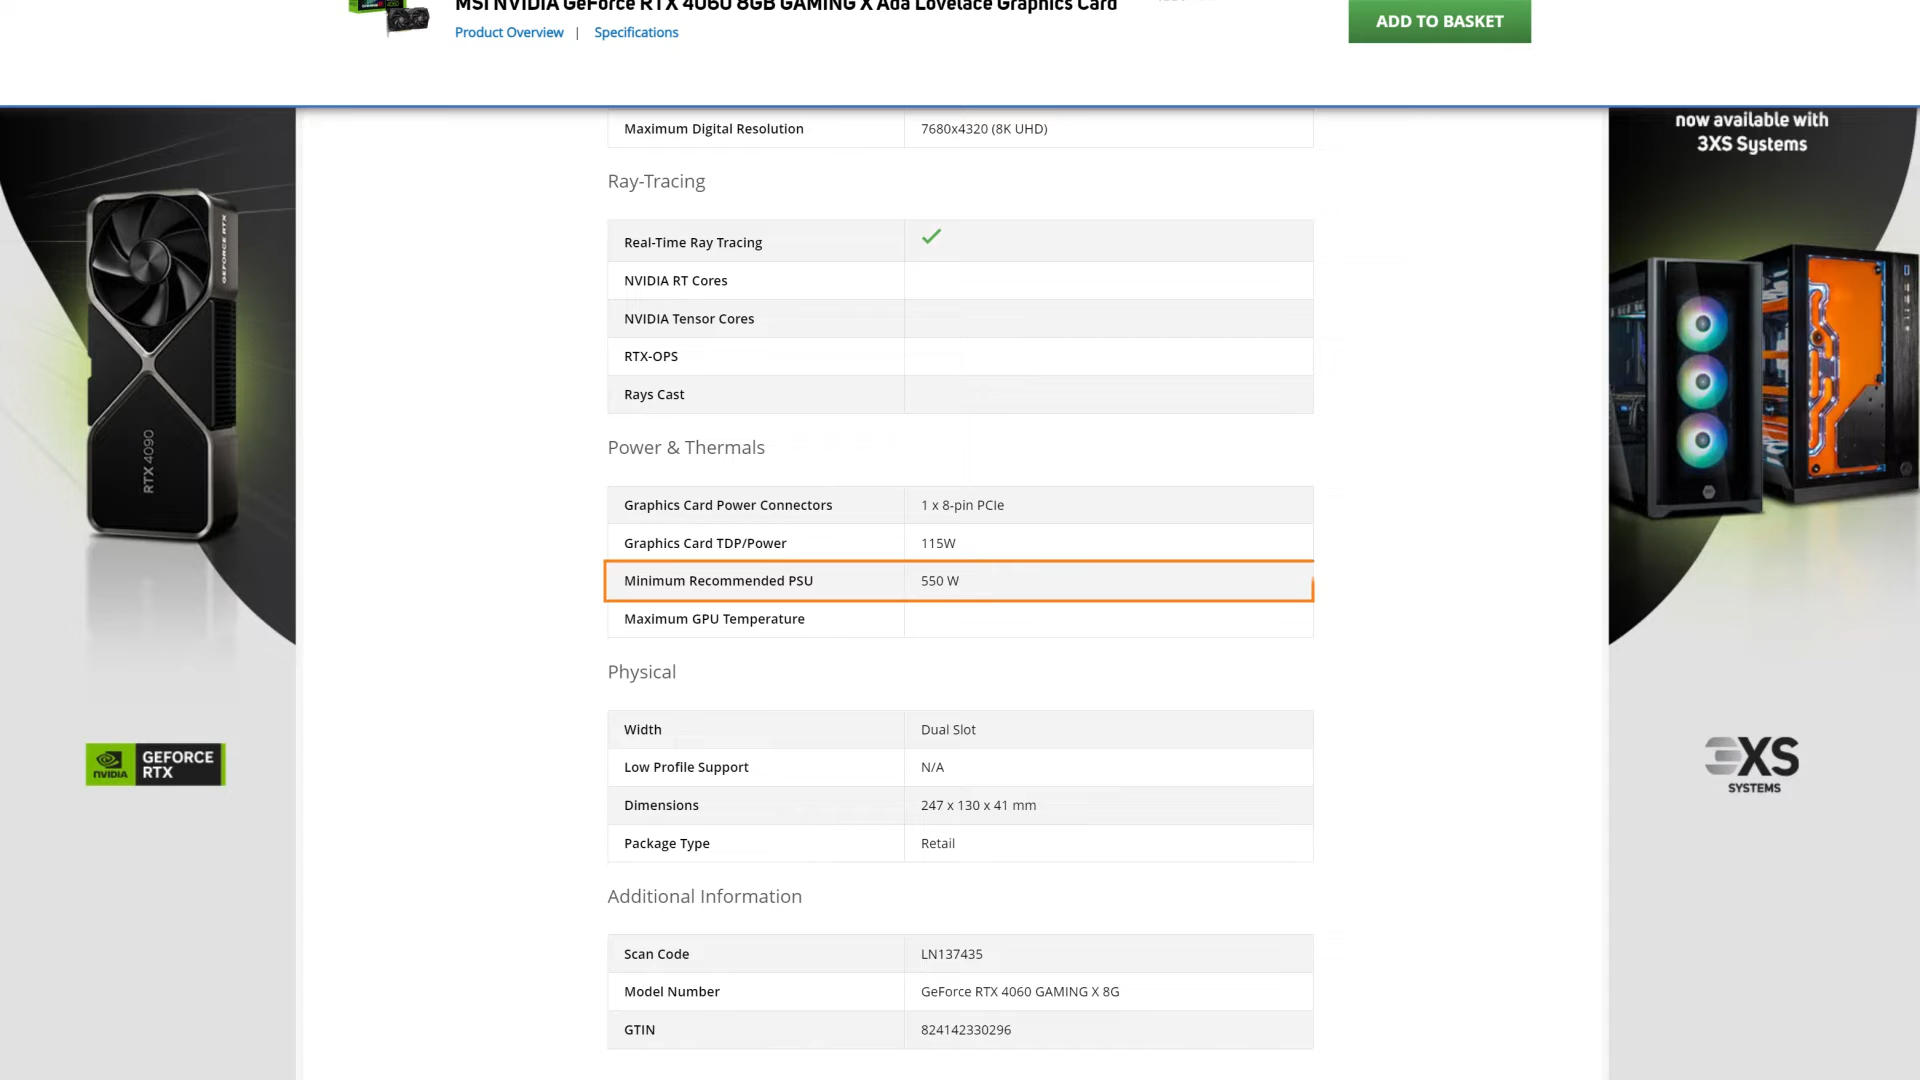 MSI NVIDIA GeForce RTX 4060 8GB GAMING X Ada Lovelace Graphics Card
Product Overview | Specifications
ADD TO BASKET
now available with
3XS Systems
Maximum Digital Resolution 7680x4320 (8K UHD)
Ray-Tracing
Real-Time Ray Tracing
NVIDIA RT Cores
NVIDIA Tensor Cores
RTX-OPS
Rays Cast
Power & Thermals
Graphics Card Power Connectors 1 x 8-pin PCIe
Graphics Card TDP/Power 115W
Minimum Recommended PSU 550 W
Maximum GPU Temperature
Physical
Width Dual Slot
Low Profile Support N/A
Dimensions 247 x 130 x 41 mm
Package Type Retail
Additional Information
Scan Code LN137435
Model Number GeForce RTX 4060 GAMING X 8G
GTIN 824142330296
GEFORCE RTX
RTX 4090
NVIDIA
GEFORCE
RTX
3XS
SYSTEMS